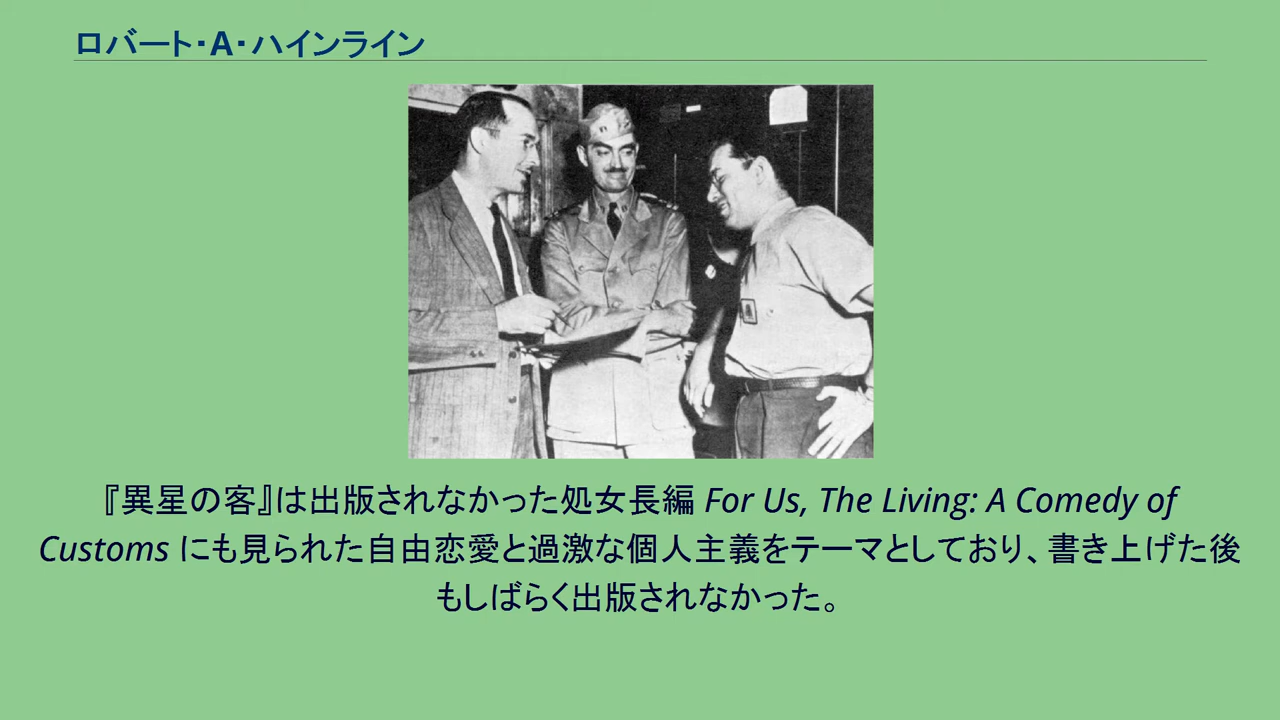 ロバート・A・ハインライン
『異星の客』は出版されなかった処女長編 For Us, The Living: A Comedy of
Customs にも見られた自由恋愛と過激な個人主義をテーマとしており、書き上げた後
もしばらく出版されなかった。